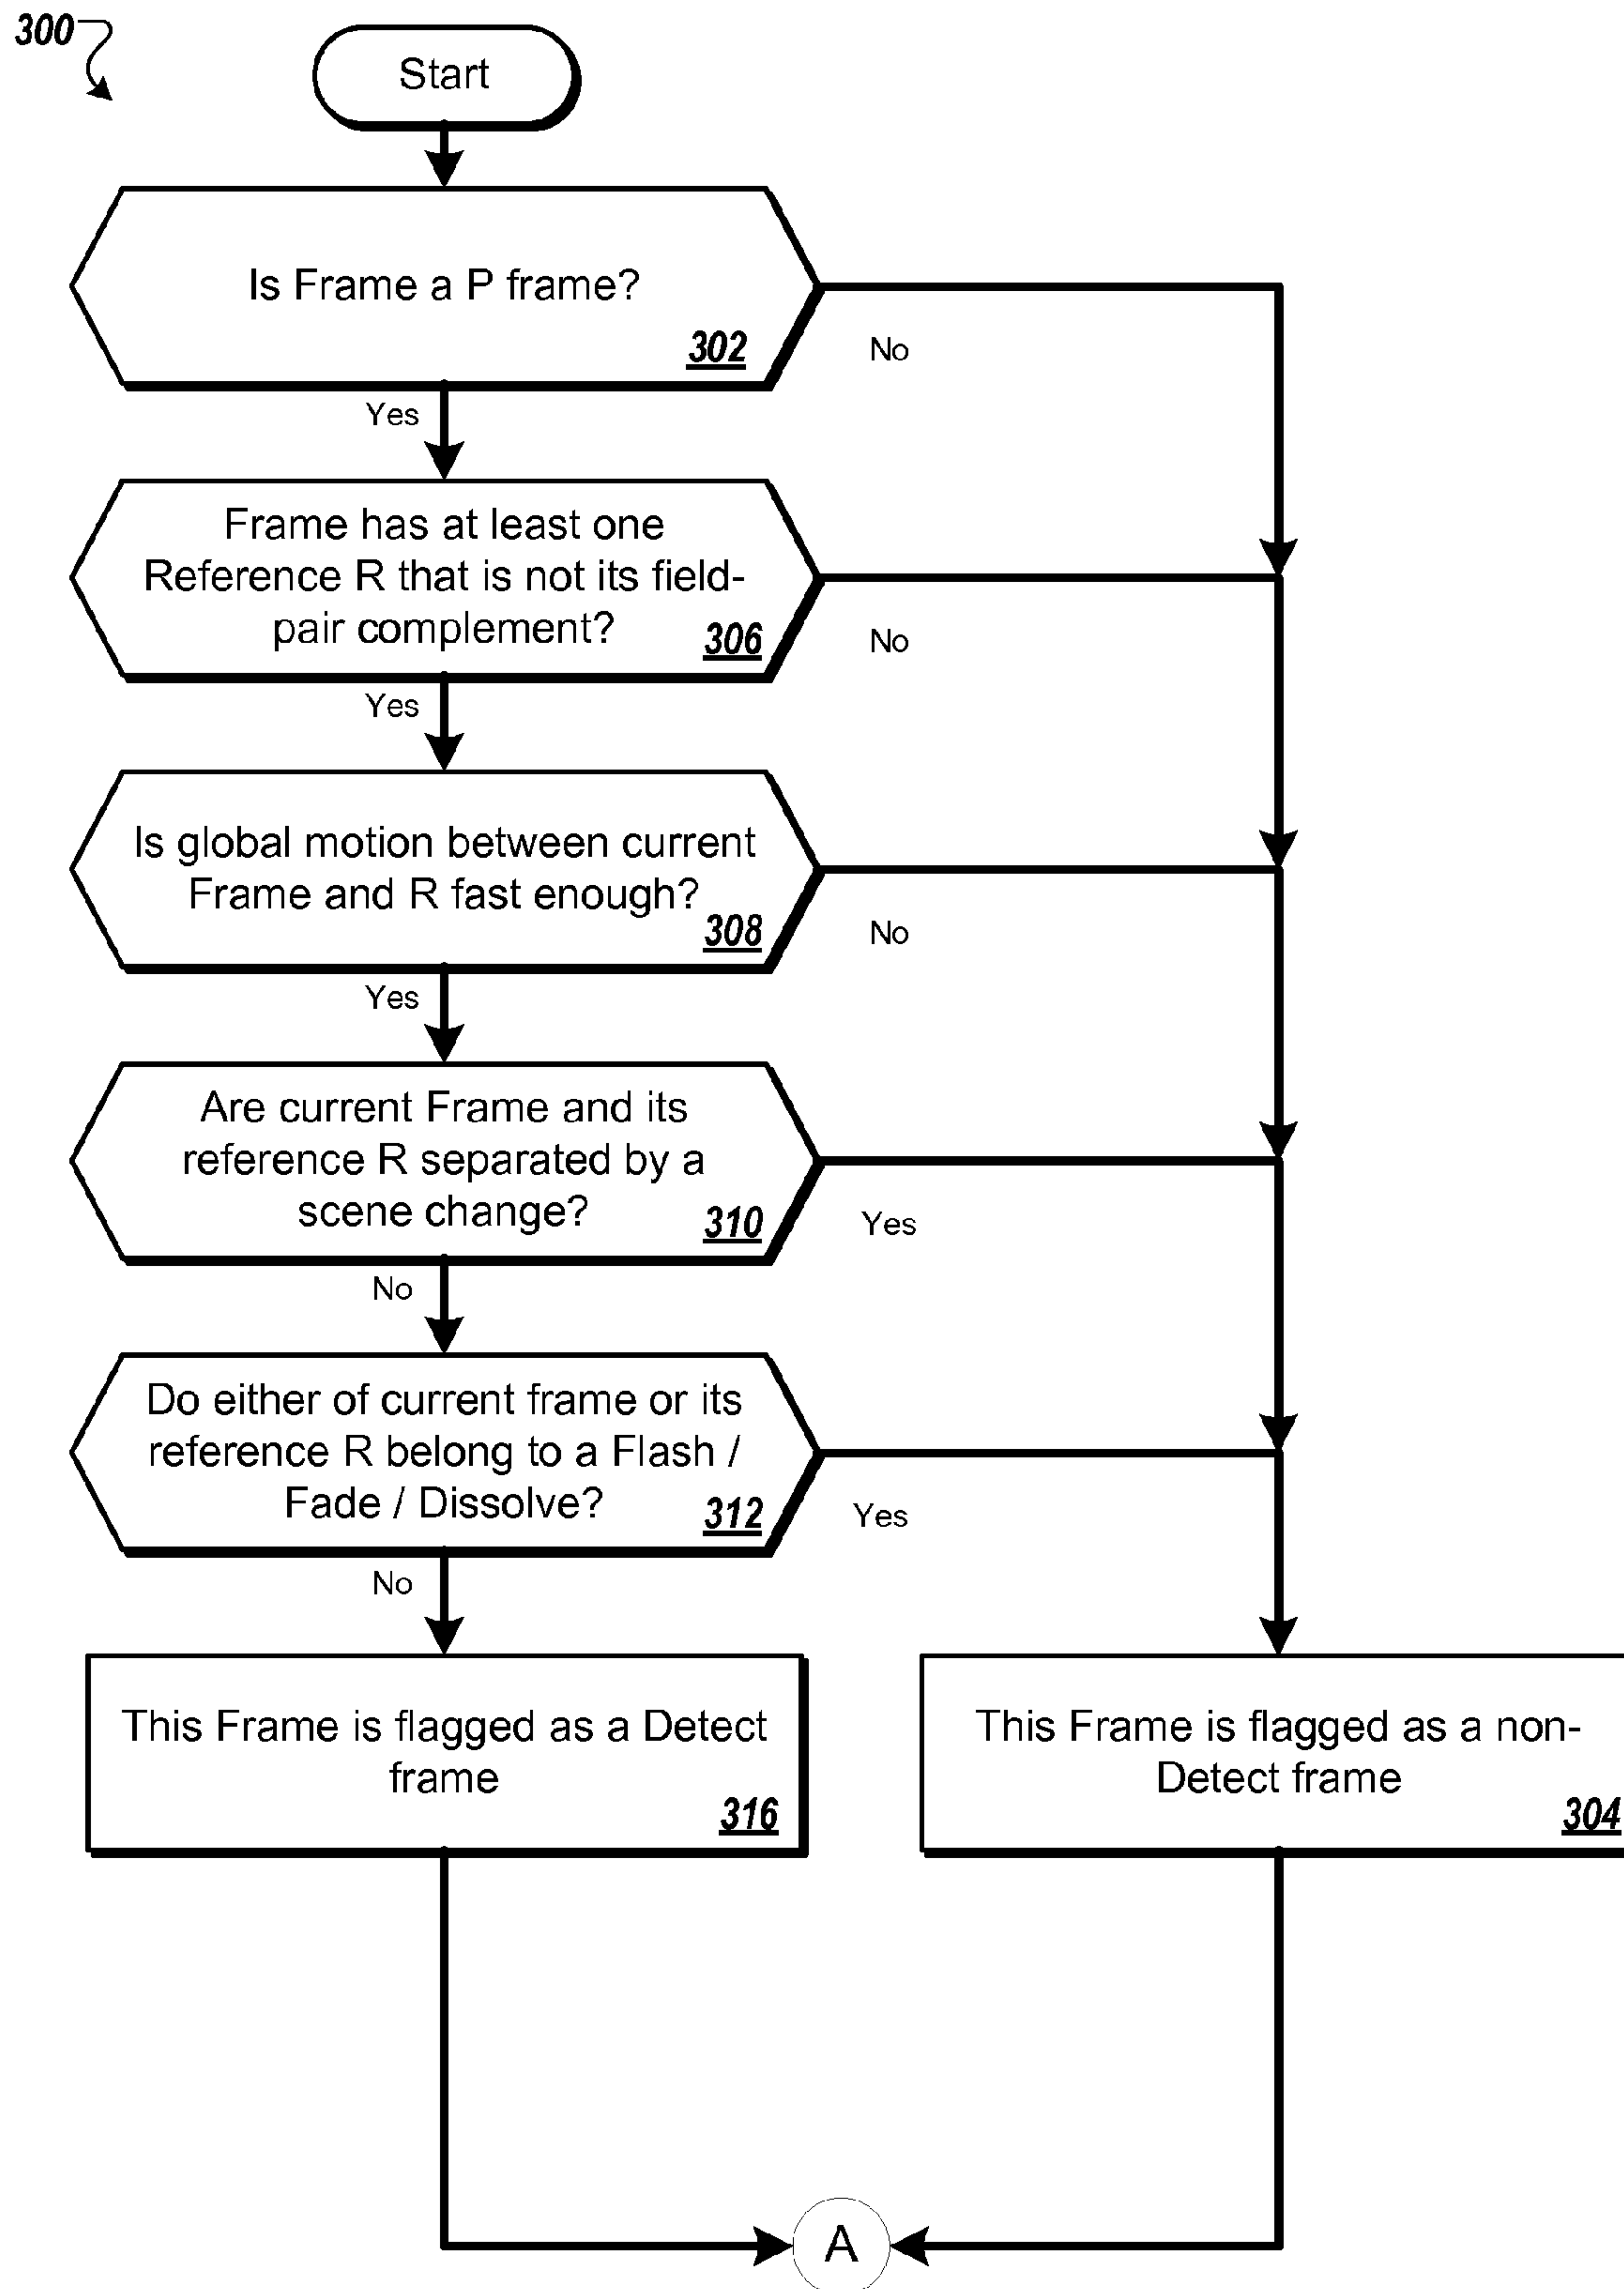 300
Start
Is Frame a P frame?
302
No
Yes
Frame has at least one
Reference R that is not its field-
pair complement?
306
No
Yes
Is global motion between current
Frame and R fast enough?
308
No
Yes
Are current Frame and its
reference R separated by a
scene change?
310
Yes
No
Do either of current frame or its
reference R belong to a Flash /
Fade / Dissolve?
312
Yes
No
This Frame is flagged as a Detect
frame
316
This Frame is flagged as a non-
Detect frame
304
A